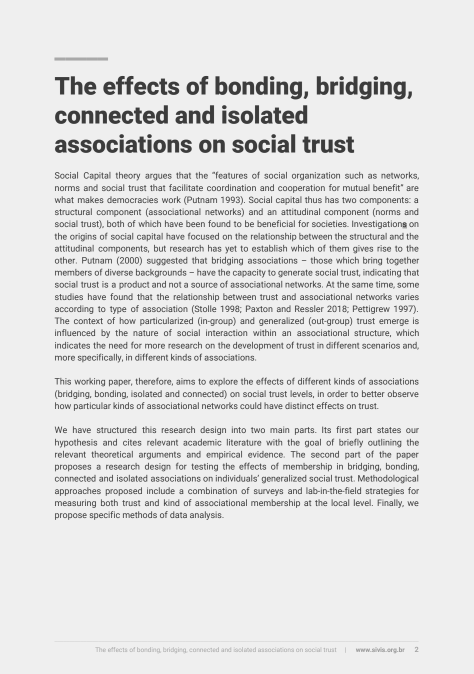 The effects of bonding, bridging,
connected and isolated
associations on social trust
Social Capital theory argues that the “features of social organization such as networks,
norms and social trust that facilitate coordination and cooperation for mutual benefit” are
what makes democracies work (Putnam 1993). Social capital thus has two components: a
structural component (associational networks) and an attitudinal component (norms and
social trust), both of which have been found to be beneficial for societies. Investigations on
the origins of social capital have focused on the relationship between the structural and the
attitudinal components, but research has yet to establish which of them gives rise to the
other. Putnam (2000) suggested that bridging associations – those which bring together
members of diverse backgrounds – have the capacity to generate social trust, indicating that
social trust is a product and not a source of associational networks. At the same time, some
studies have found that the relationship between trust and associational networks varies
according to type of association (Stolle 1998; Paxton and Ressler 2018; Pettigrew 1997).
The context of how particularized (in-group) and generalized (out-group) trust emerge is
influenced by the nature of social interaction within an associational structure, which
indicates the need for more research on the development of trust in different scenarios and,
more specifically, in different kinds of associations.
This working paper, therefore, aims to explore the effects of different kinds of associations
(bridging, bonding, isolated and connected) on social trust levels, in order to better observe
how particular kinds of associational networks could have distinct effects on trust.
We have structured this research design into two main parts. Its first part states our
hypothesis and cites relevant academic literature with the goal of briefly outlining the
relevant theoretical arguments and empirical evidence. The second part of the paper
proposes a research design for testing the effects of membership in bridging, bonding,
connected and isolated associations on individuals’ generalized social trust. Methodological
approaches proposed include a combination of surveys and lab-in-the-field strategies for
measuring both trust and kind of associational membership at the local level. Finally, we
propose specific methods of data analysis.
The effects of bonding, bridging, connected and isolated associations on social trust | www.sivis.org.br 2